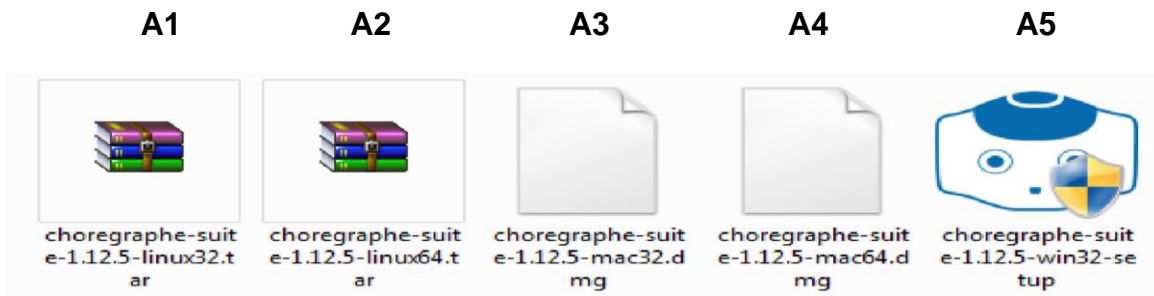 A1 A2 A3 A4 A5
choregraphe-suit choregraphe-suit choregraphe-suit choregraphe-suit choregraphe-suit
e-1.12.5-linux32.t e-1.12.5-linux64.t e-1.12.5-mac32.d e-1.12.5-mac64.d e-1.12.5-win32-se
ar ar mg mg tup